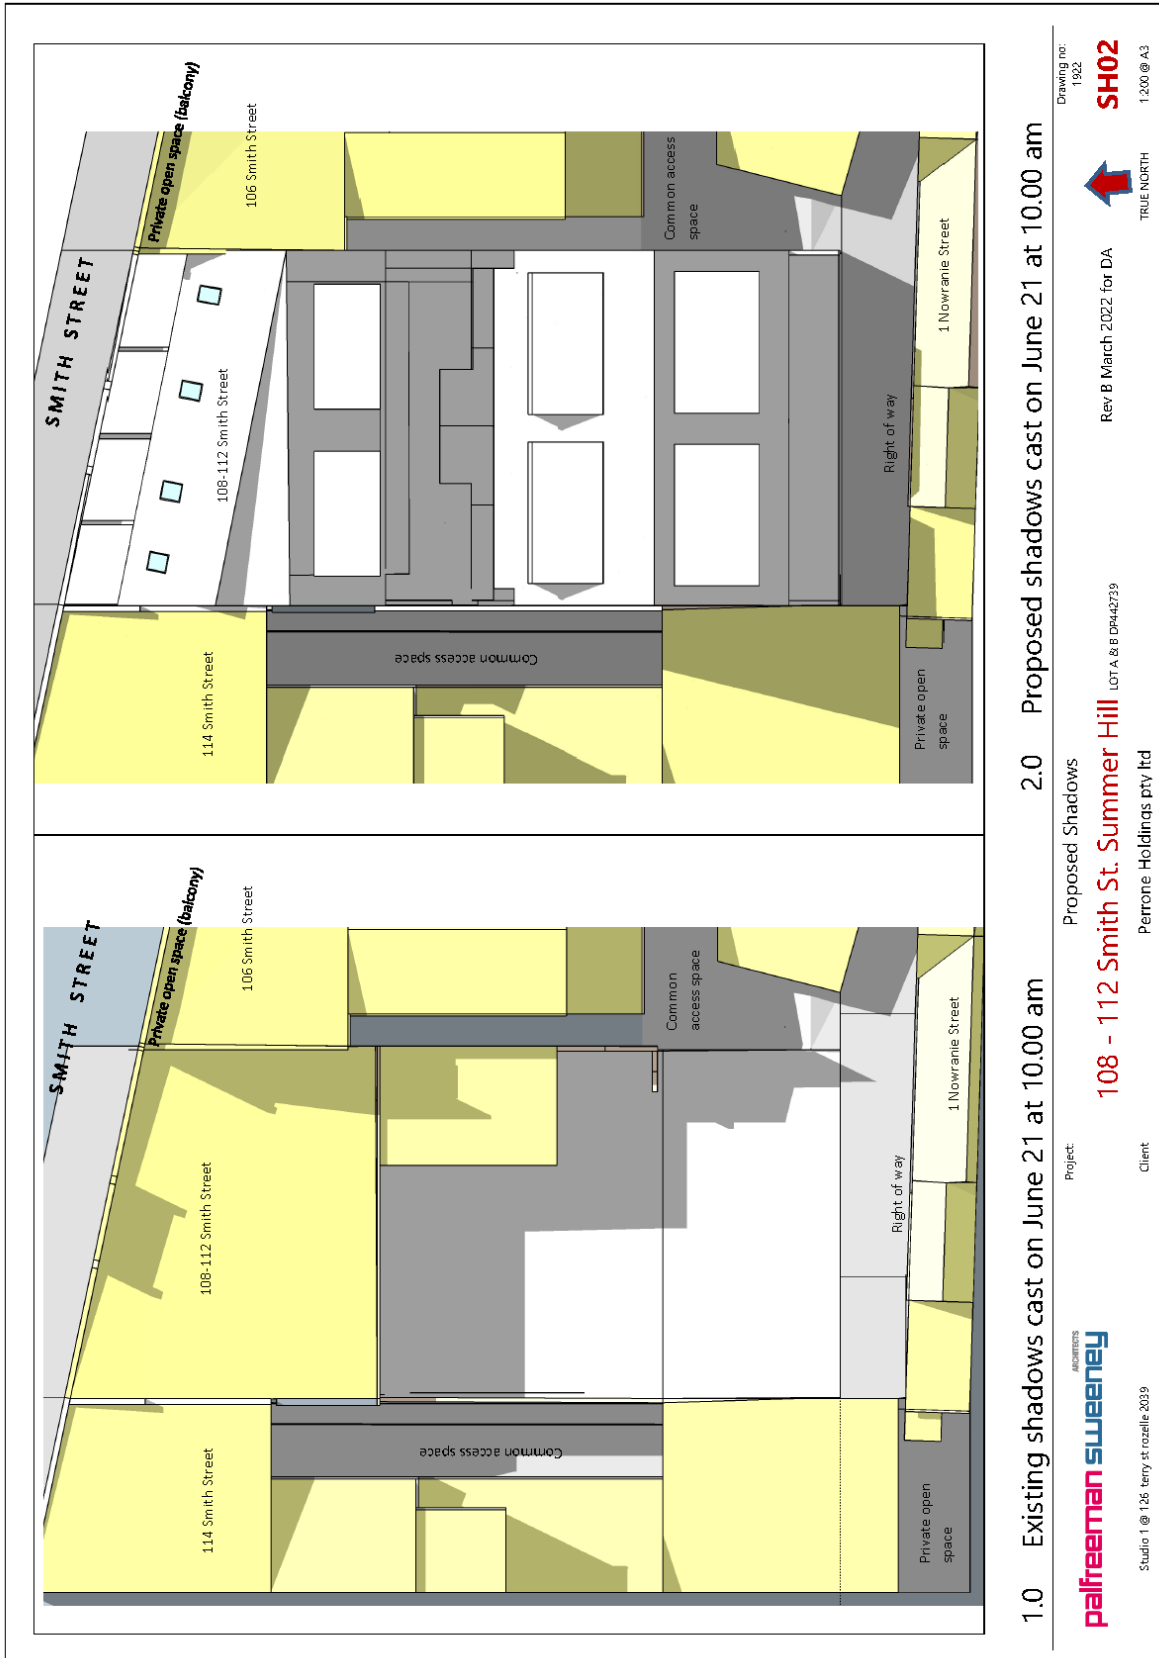 SMITH STREET
Private open space (balcony)
106 Smith Street
108-112 Smith Street
114 Smith Street
Common access space
Common
access space
Right of way
1 Nowranie Street
Private open
space
1.0 Existing shadows cast on June 21 at 10.00 am
SMITH STREET
Private open space (balcony)
106 Smith Street
108-112 Smith Street
114 Smith Street
Common access space
Common access
space
Right of way
1 Nowranie Street
Private open
space
2.0 Proposed shadows cast on June 21 at 10.00 am
palfreeman sweeney
ARCHITECTS
Studio 1 @ 126 terry st rozelle 2039
Project:
Proposed Shadows
108 - 112 Smith St. Summer Hill LOT A & B DP442739
Client
Perrone Holdings pty ltd
Rev B March 2022 for DA
TRUE NORTH
Drawing no:
1922
SH02
1:200 @ A3